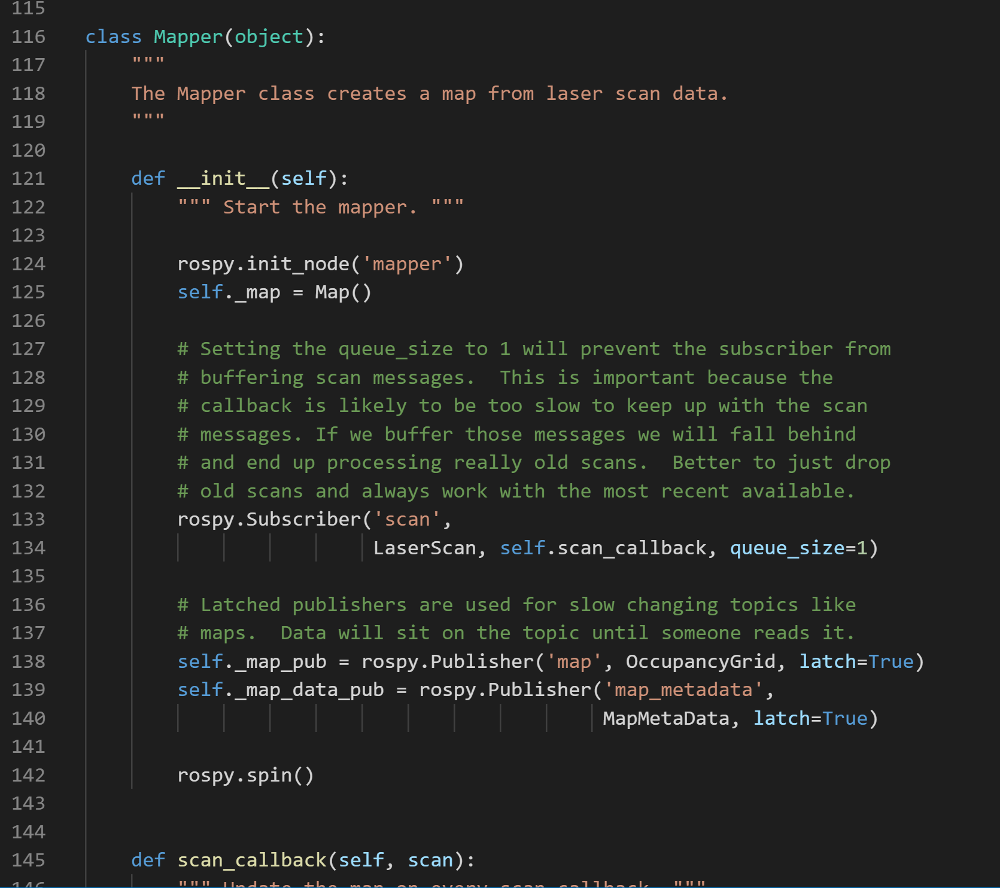 115
116 class Mapper(object):
117     """
118     The Mapper class creates a map from laser scan data.
119     """
120
121     def __init__(self):
122         """ Start the mapper. """
123
124         rospy.init_node('mapper')
125         self._map = Map()
126
127         # Setting the queue_size to 1 will prevent the subscriber from
128         # buffering scan messages.  This is important because the
129         # callback is likely to be too slow to keep up with the scan
130         # messages. If we buffer those messages we will fall behind
131         # and end up processing really old scans.  Better to just drop
132         # old scans and always work with the most recent available.
133         rospy.Subscriber('scan',
134                          LaserScan, self.scan_callback, queue_size=1)
135
136         # Latched publishers are used for slow changing topics like
137         # maps.  Data will sit on the topic until someone reads it.
138         self._map_pub = rospy.Publisher('map', OccupancyGrid, latch=True)
139         self._map_data_pub = rospy.Publisher('map_metadata',
140                                              MapMetaData, latch=True)
141
142         rospy.spin()
143
144
145     def scan_callback(self, scan):
146         """ Update the map on every scan callback. """